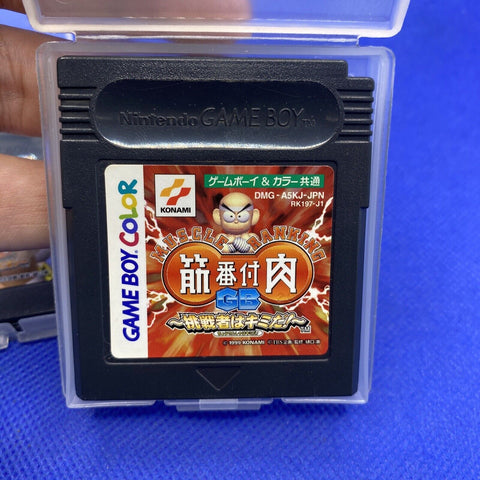 Nintendo GAME BOY TM
GAME BOY COLOR
KONAMI
ゲームボーイ & カラー共通
DMG-A5KJ-JPN
RK197-J1
MUSCLE RANKING
筋肉番付
GB
〜挑戦者はキミだ!〜
TM
© 1999 KONAMI